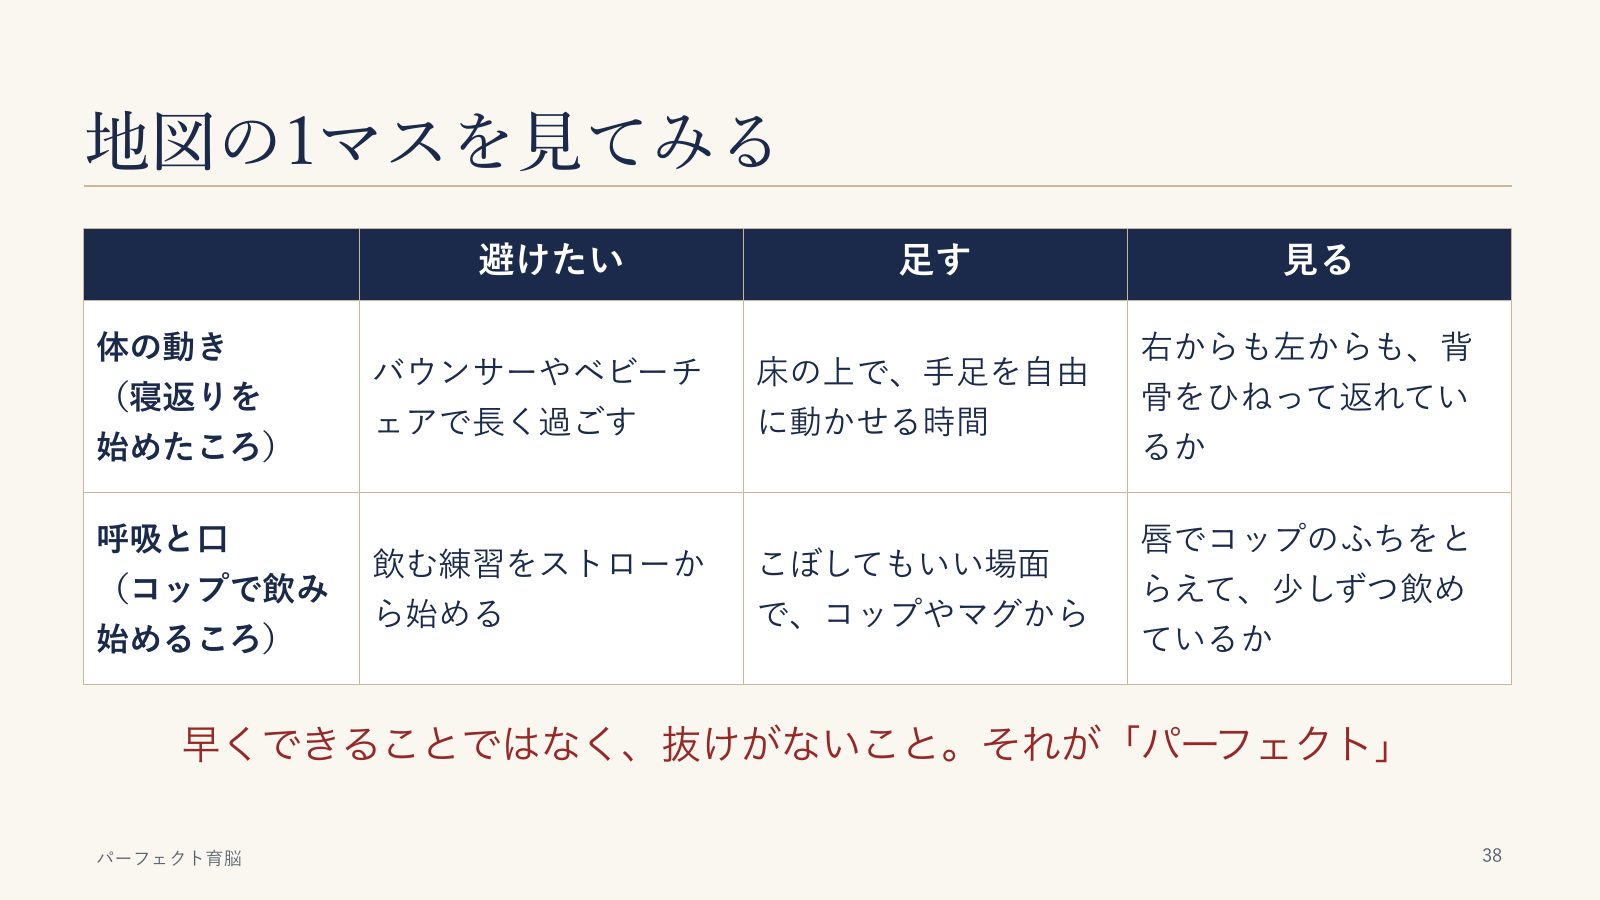 地図の1マスを見てみる
避けたい
足す
見る
体の動き
（寝返りを
始めたころ）
バウンサーやベビーチ
ェアで長く過ごす
床の上で、手足を自由
に動かせる時間
右からも左からも、背
骨をひねって返れてい
るか
呼吸と口
（コップで飲み
始めるころ）
飲む練習をストローか
ら始める
こぼしてもいい場面
で、コップやマグから
唇でコップのふちをと
らえて、少しずつ飲め
ているか
早くできることではなく、抜けがないこと。それが「パーフェクト」
パーフェクト育脳
38